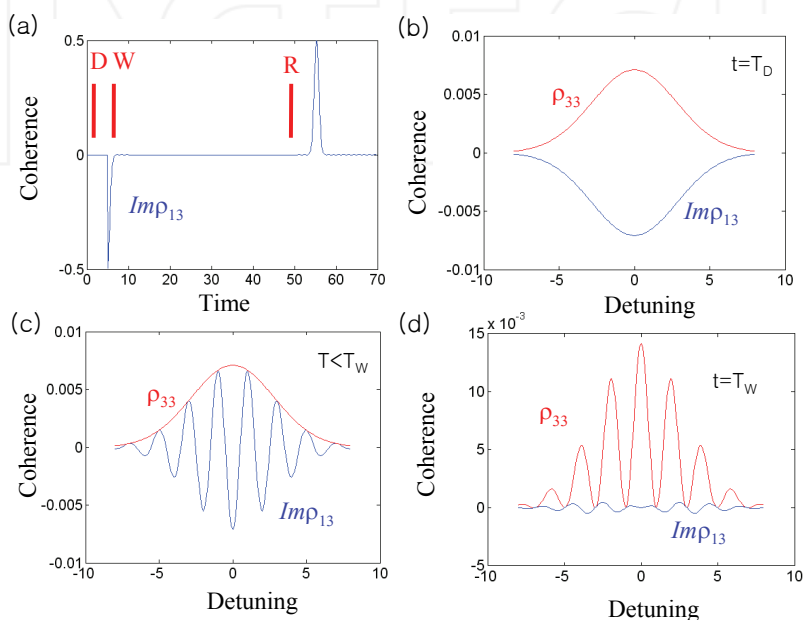 (a)
0.5
D W
R
Coherence
0
Imρ13
-0.5
0 10 20 30 40 50 60 70
Time
(b)
0.01
t=TD
0.005
ρ33
Coherence
0
-0.005
Imρ13
-0.01
-10 -5 0 5 10
Detuning
(c)
0.01
T<TW
0.005
ρ33
Coherence
0
-0.005
Imρ13
-0.01
-10 -5 0 5 10
Detuning
(d)
x 10⁻³
15
t=TW
10
ρ33
Coherence
5
0
Imρ13
-5
-10 -5 0 5 10
Detuning